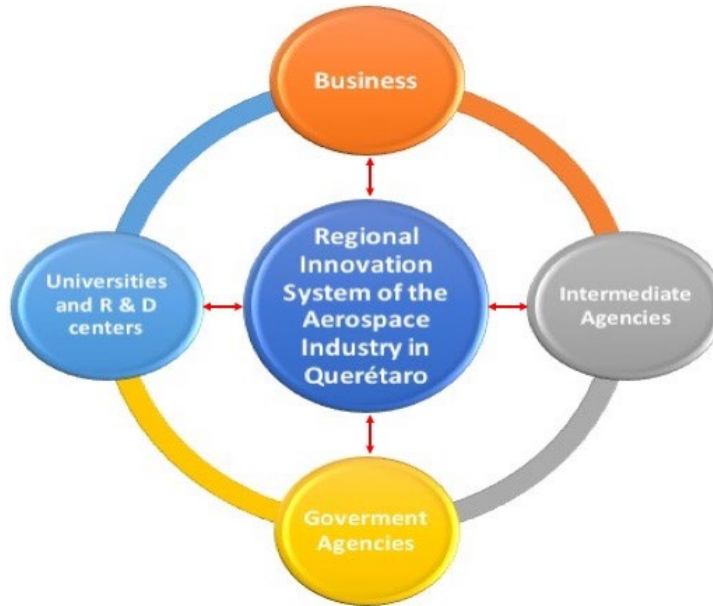 Business
Regional
Innovation
System of the
Aerospace
Industry in
Querétaro
Universities
and R & D
centers
Intermediate
Agencies
Goverment
Agencies